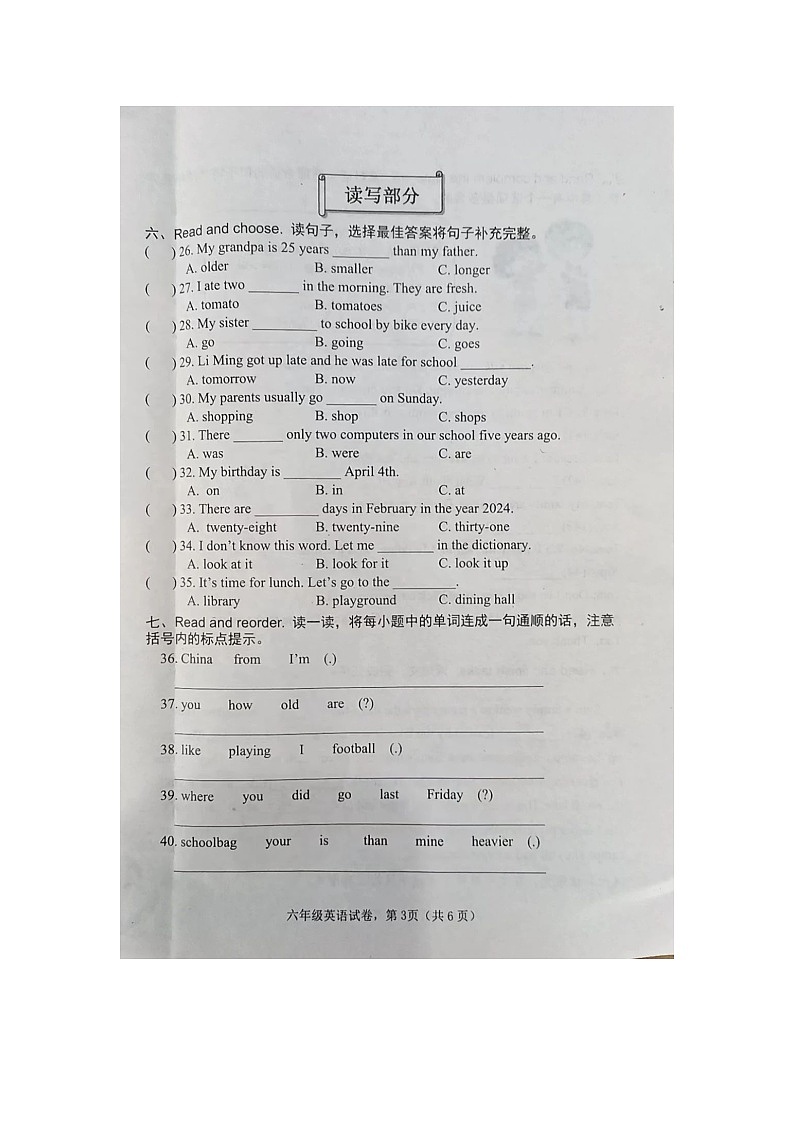 读写部分
六、Read and choose. 读句子，选择最佳答案将句子补充完整。
(    )26. My grandpa is 25 years ________ than my father.
A. older B. smaller C. longer
(    )27. I ate two _______ in the morning. They are fresh.
A. tomato B. tomatoes C. juice
(    )28. My sister _________ to school by bike every day.
A. go B. going C. goes
(    )29. Li Ming got up late and he was late for school __________.
A. tomorrow B. now C. yesterday
(    )30. My parents usually go _______ on Sunday.
A. shopping B. shop C. shops
(    )31. There _______ only two computers in our school five years ago.
A. was B. were C. are
(    )32. My birthday is ________ April 4th.
A. on B. in C. at
(    )33. There are _________ days in February in the year 2024.
A. twenty-eight B. twenty-nine C. thirty-one
(    )34. I don't know this word. Let me ________ in the dictionary.
A. look at it B. look for it C. look it up
(    )35. It's time for lunch. Let's go to the _________.
A. library B. playground C. dining hall
七、Read and reorder. 读一读，将每小题中的单词连成一句通顺的话，注意
括号内的标点提示。
36. China from I'm (.)
37. you how old are (?)
38. like playing I football (.)
39. where you did go last Friday (?)
40. schoolbag your is than mine heavier (.)
六年级英语试卷，第3页（共6页）